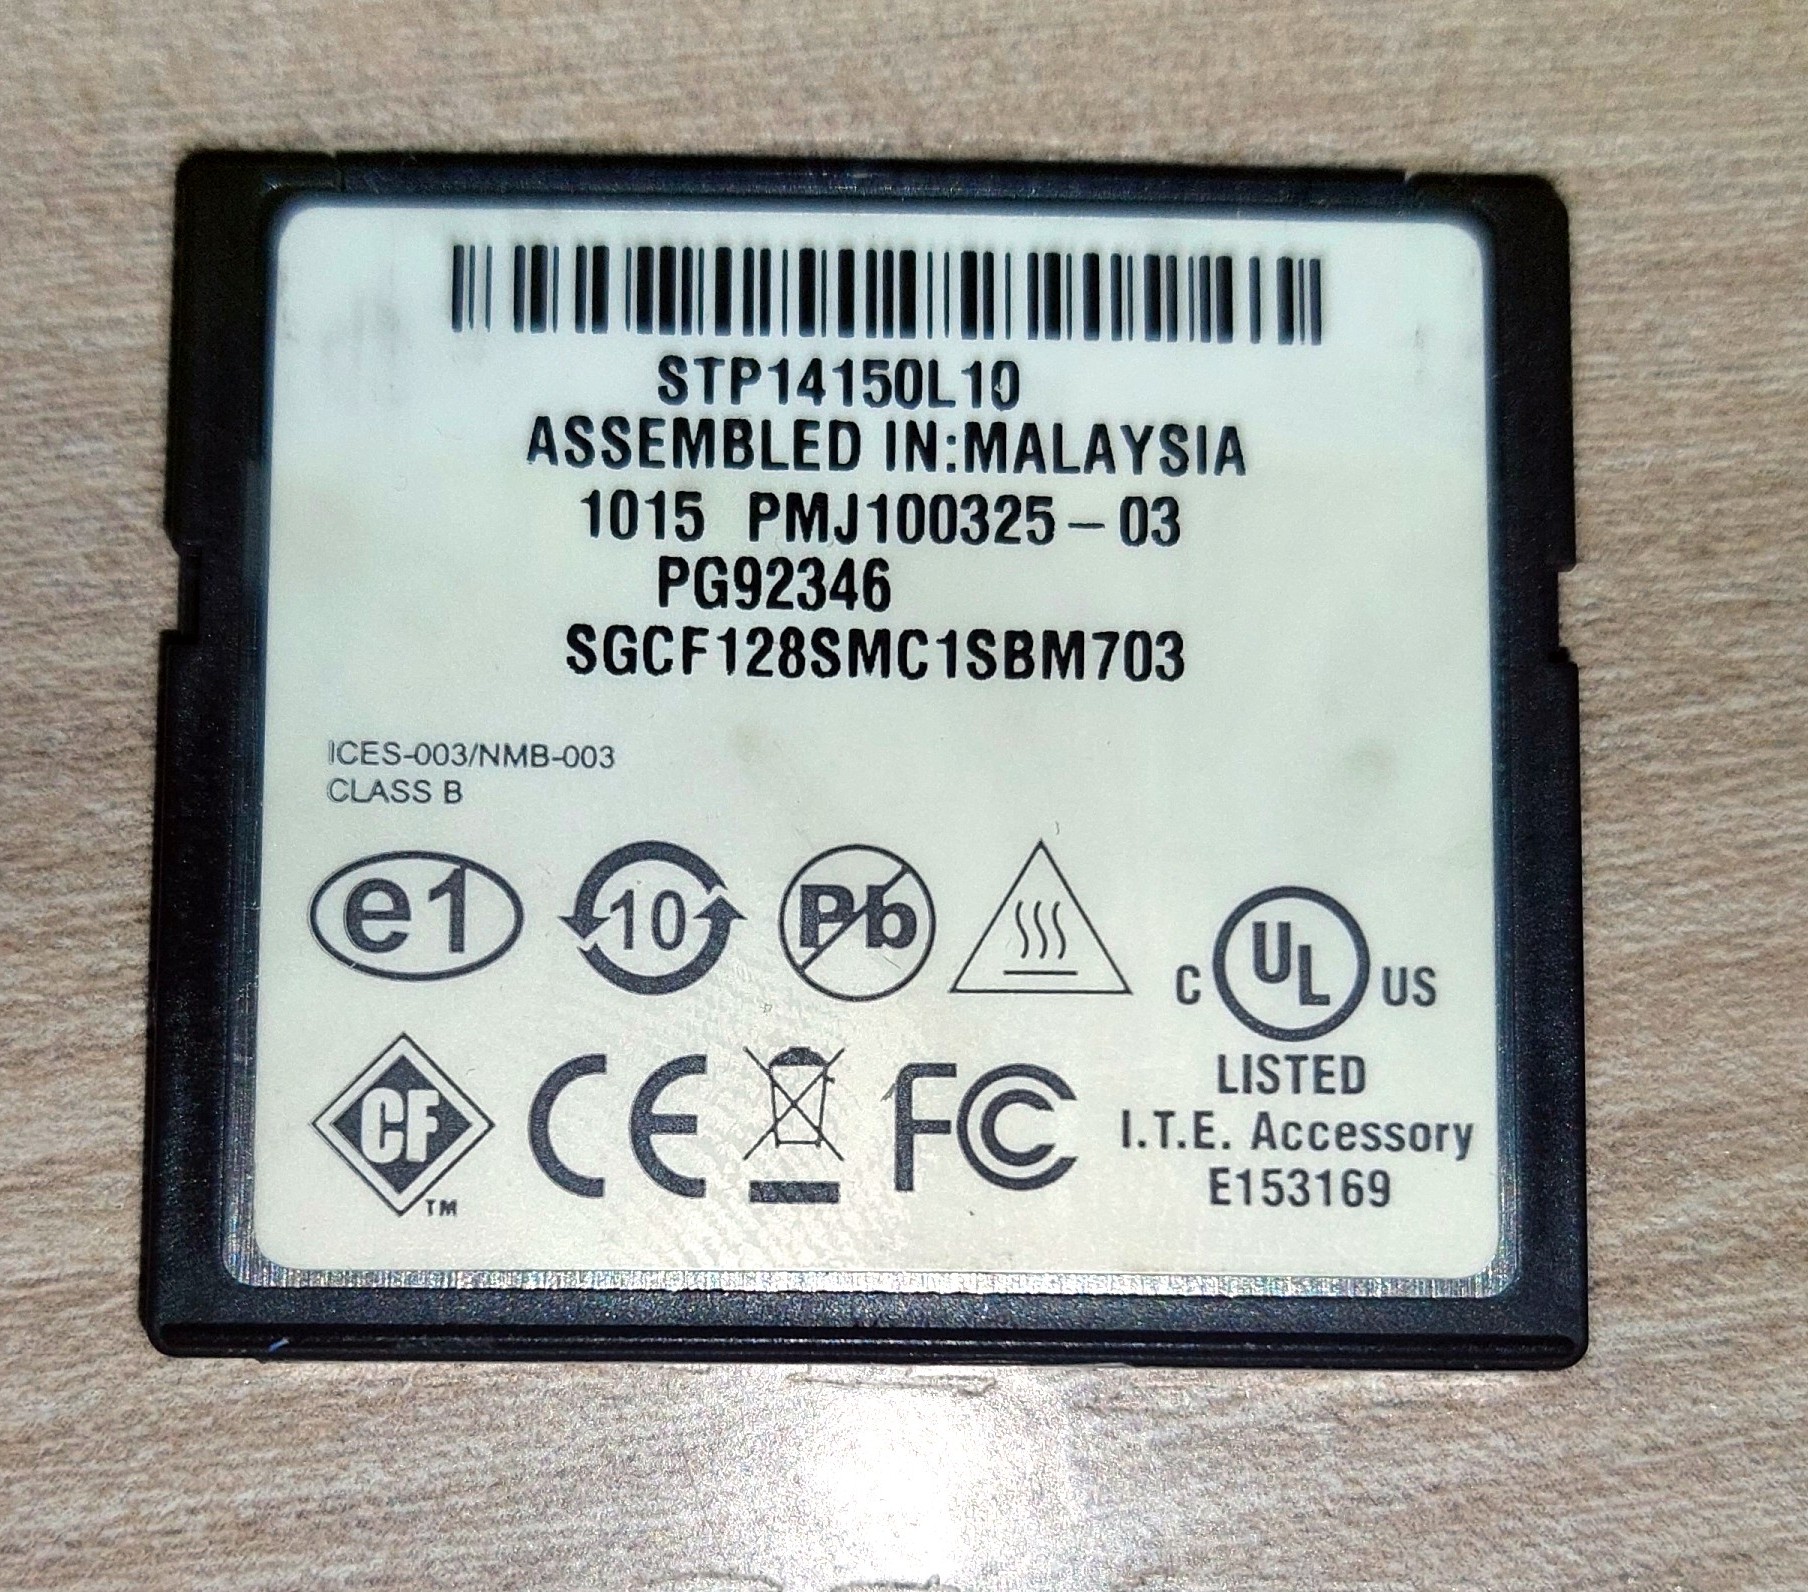 STP14150L10
ASSEMBLED IN:MALAYSIA
1015 PMJ100325-03
PG92346
SGCF128SMC1SBM703
ICES-003/NMB-003
CLASS B
e1 10 Pb
C UL US
LISTED
I.T.E. Accessory
E153169
CF TM CE FC